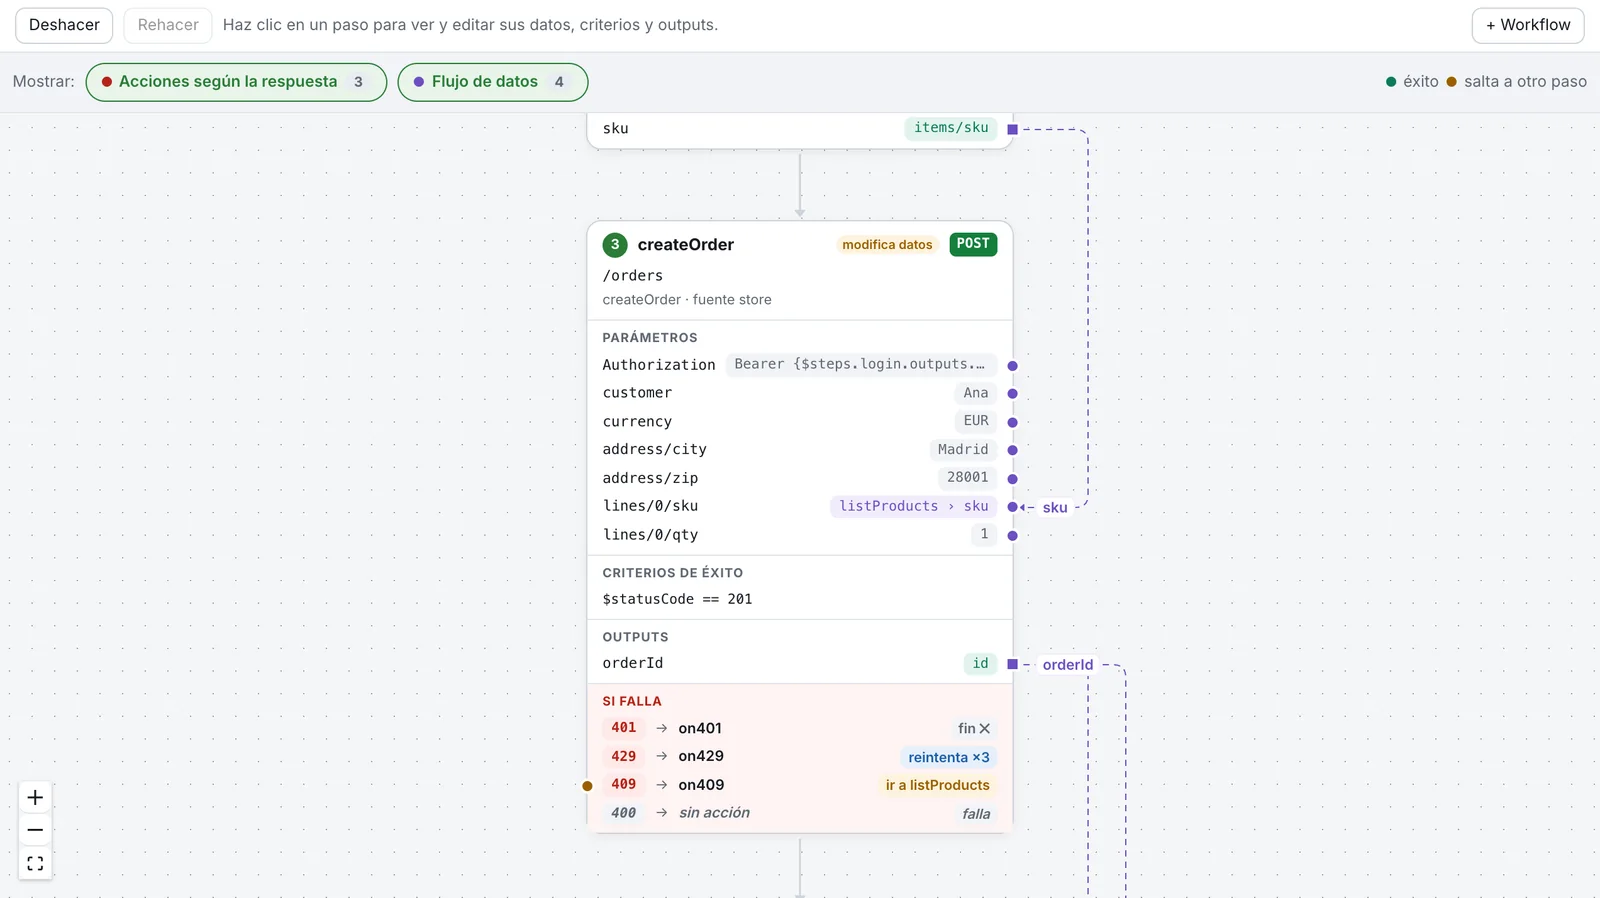 Deshacer Rehacer Haz clic en un paso para ver y editar sus datos, criterios y outputs. + Workflow
Mostrar: Acciones según la respuesta 3 Flujo de datos 4 éxito salta a otro paso
sku items/sku
3 createOrder modifica datos POST
/orders
createOrder · fuente store
PARÁMETROS
Authorization Bearer {$steps.login.outputs.…
customer Ana
currency EUR
address/city Madrid
address/zip 28001
lines/0/sku listProducts › sku sku
lines/0/qty 1
CRITERIOS DE ÉXITO
$statusCode == 201
OUTPUTS
orderId id orderId
SI FALLA
401 → on401 fin ✕
429 → on429 reintenta ×3
409 → on409 ir a listProducts
400 → sin acción falla